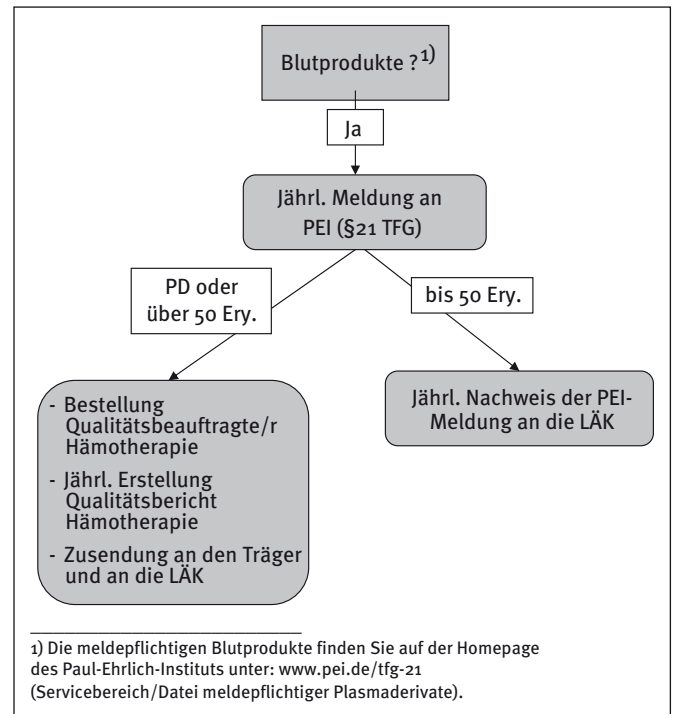 Blutprodukte ?1)
Ja
Jährl. Meldung an
PEI (§21 TFG)
PD oder
über 50 Ery.
bis 50 Ery.
- Bestellung
Qualitätsbeauftragte/r
Hämotherapie
- Jährl. Erstellung
Qualitätsbericht
Hämotherapie
- Zusendung an den Träger
und an die LÄK
Jährl. Nachweis der PEI-
Meldung an die LÄK
1) Die meldepflichtigen Blutprodukte finden Sie auf der Homepage
des Paul-Ehrlich-Instituts unter: www.pei.de/tfg-21
(Servicebereich/Datei meldepflichtiger Plasmaderivate).